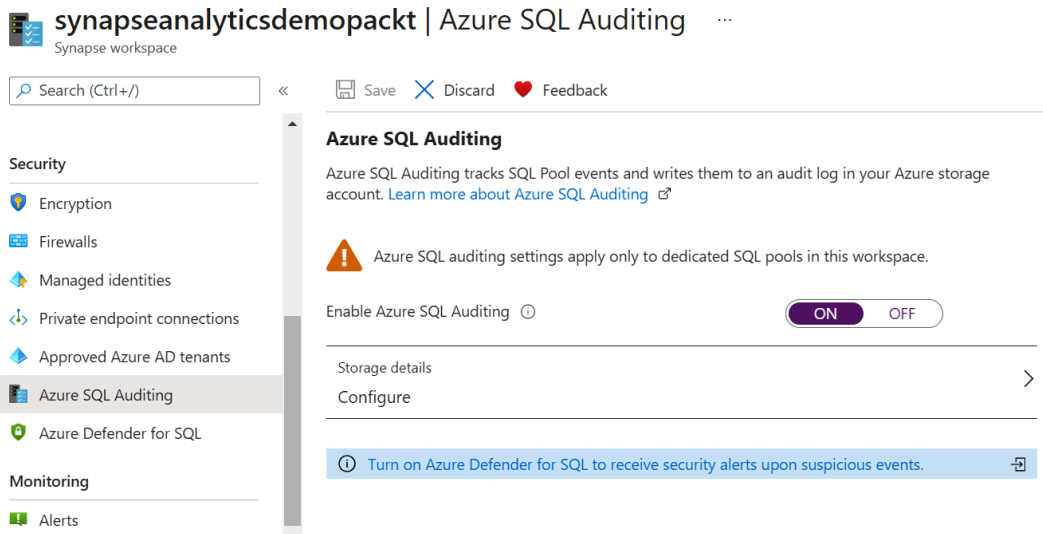 synapseanalyticsdemopackt | Azure SQL Auditing ...
Synapse workspace
Search (Ctrl+/)
«
Save
Discard
Feedback
Security
Encryption
Firewalls
Managed identities
Private endpoint connections
Approved Azure AD tenants
Azure SQL Auditing
Azure Defender for SQL
Monitoring
Alerts
Azure SQL Auditing
Azure SQL Auditing tracks SQL Pool events and writes them to an audit log in your Azure storage
account. Learn more about Azure SQL Auditing
Azure SQL auditing settings apply only to dedicated SQL pools in this workspace.
Enable Azure SQL Auditing
ON OFF
Storage details
Configure
Turn on Azure Defender for SQL to receive security alerts upon suspicious events.